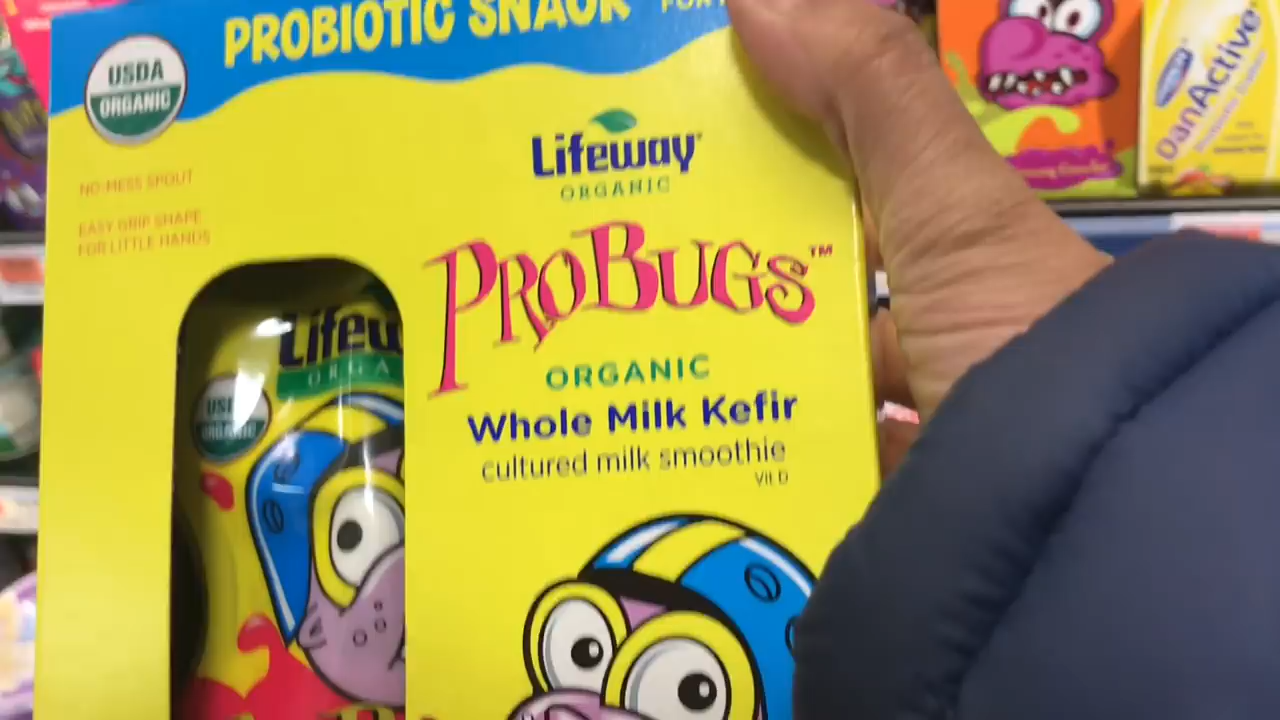 PROBIOTIC SNACK
USDA
ORGANIC
NO-MESS SPOUT
EASY GRIP SHAPE
FOR LITTLE HANDS
Lifeway
ORGANIC
PROBUGS™
ORGANIC
Whole Milk Kefir
cultured milk smoothie
Vit D
Lifew
ORGA
ORGANIC
DanActive